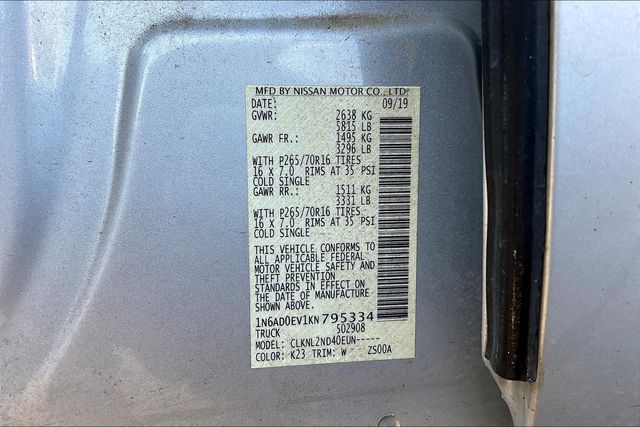 MFD BY NISSAN MOTOR CO., LTD.
DATE: 09/19
GVWR: 2638 KG
5815 LB
GAWR FR.: 1495 KG
3296 LB
WITH P265/70R16 TIRES
16 X 7.0 RIMS AT 35 PSI
COLD SINGLE
GAWR RR.: 1511 KG
3331 LB
WITH P265/70R16 TIRES
16 X 7.0 RIMS AT 35 PSI
COLD SINGLE
THIS VEHICLE CONFORMS TO
ALL APPLICABLE FEDERAL
MOTOR VEHICLE SAFETY AND
THEFT PREVENTION
STANDARDS IN EFFECT ON
THE DATE OF MANUFACTURE
SHOWN ABOVE.
1N6AD0EV1KN795334
TRUCK 502908
MODEL: CLKNL2ND40EUN-----
COLOR: K23 TRIM: W ZS00A